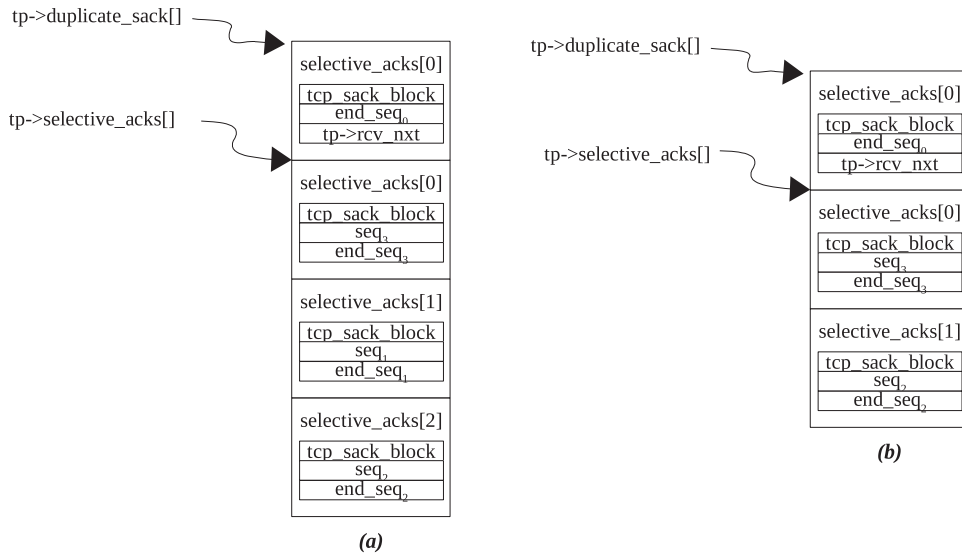 tp->duplicate_sack[]
selective_acks[0]
tcp_sack_block
end_seq0
tp->rcv_nxt
tp->selective_acks[]
selective_acks[0]
tcp_sack_block
seq3
end_seq3
selective_acks[1]
tcp_sack_block
seq1
end_seq1
selective_acks[2]
tcp_sack_block
seq2
end_seq2
(a)
tp->duplicate_sack[]
selective_acks[0]
tcp_sack_block
end_seq0
tp->rcv_nxt
tp->selective_acks[]
selective_acks[0]
tcp_sack_block
seq3
end_seq3
selective_acks[1]
tcp_sack_block
seq2
end_seq2
(b)